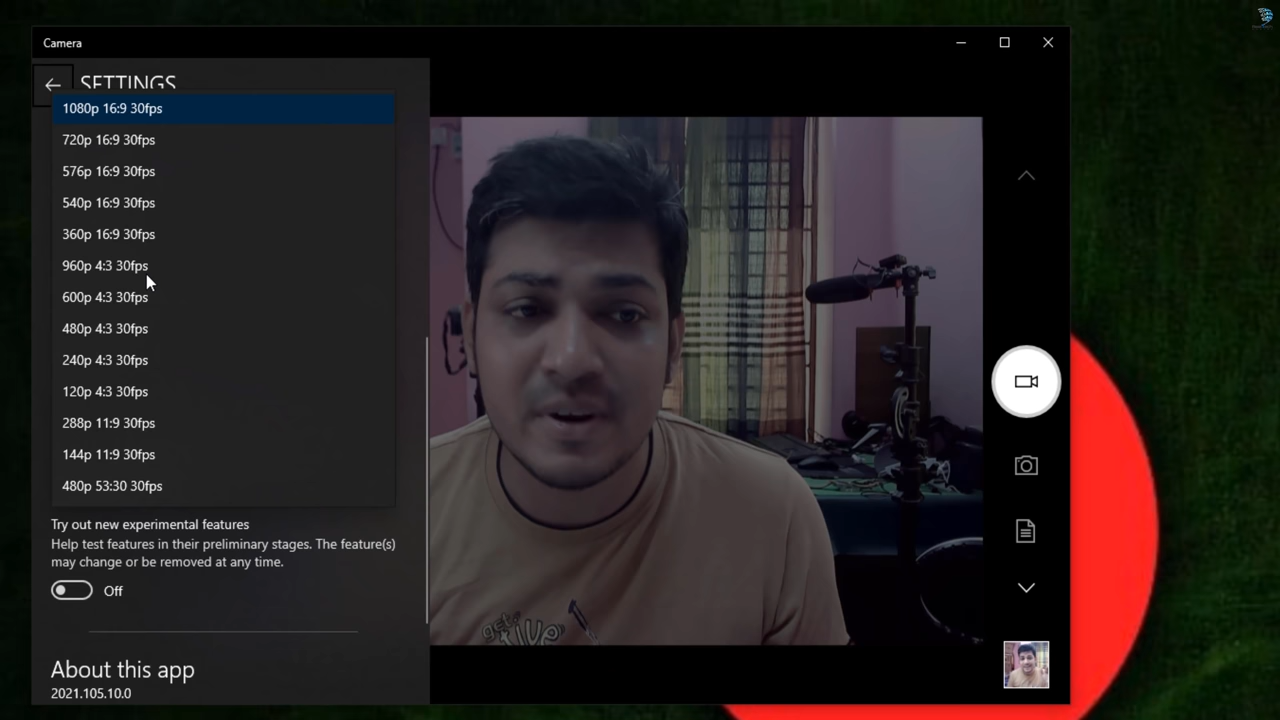 Camera
SETTINGS
1080p 16:9 30fps
720p 16:9 30fps
576p 16:9 30fps
540p 16:9 30fps
360p 16:9 30fps
960p 4:3 30fps
600p 4:3 30fps
480p 4:3 30fps
240p 4:3 30fps
120p 4:3 30fps
288p 11:9 30fps
144p 11:9 30fps
480p 53:30 30fps
Try out new experimental features
Help test features in their preliminary stages. The feature(s)
may change or be removed at any time.
Off
About this app
2021.105.10.0
get